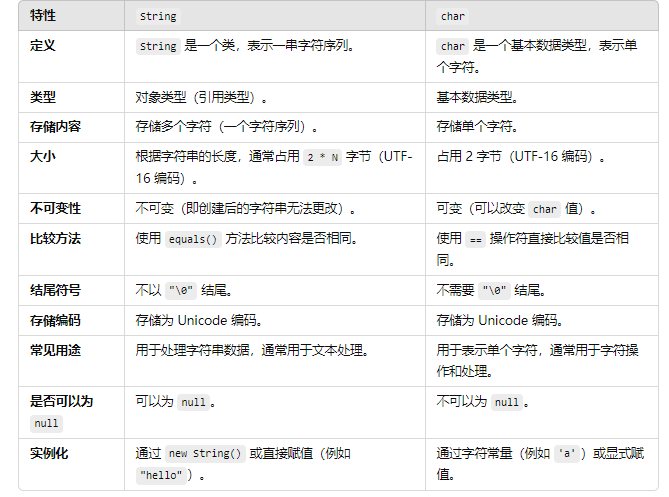 特性 String char
定义 String 是一个类，表示一串字符序列。 char 是一个基本数据类型，表示单
个字符。
类型 对象类型（引用类型）。 基本数据类型。
存储内容 存储多个字符（一个字符序列）。 存储单个字符。
大小 根据字符串的长度，通常占用 2 * N 字节（UTF- 占用 2 字节（UTF-16 编码）。
16 编码）。
不可变性 不可变（即创建后的字符串无法更改）。 可变（可以改变 char 值）。
比较方法 使用 equals() 方法比较内容是否相同。 使用 == 操作符直接比较值是否相
同。
结尾符号 不以 "\0" 结尾。 不需要 "\0" 结尾。
存储编码 存储为 Unicode 编码。 存储为 Unicode 编码。
常见用途 用于处理字符串数据，通常用于文本处理。 用于表示单个字符，通常用于字符操
作和处理。
是否可以为 可以为 null。 不可以为 null。
null
实例化 通过 new String() 或直接赋值（例如 通过字符常量（例如 'a'）或显式赋
"hello"）。 值。